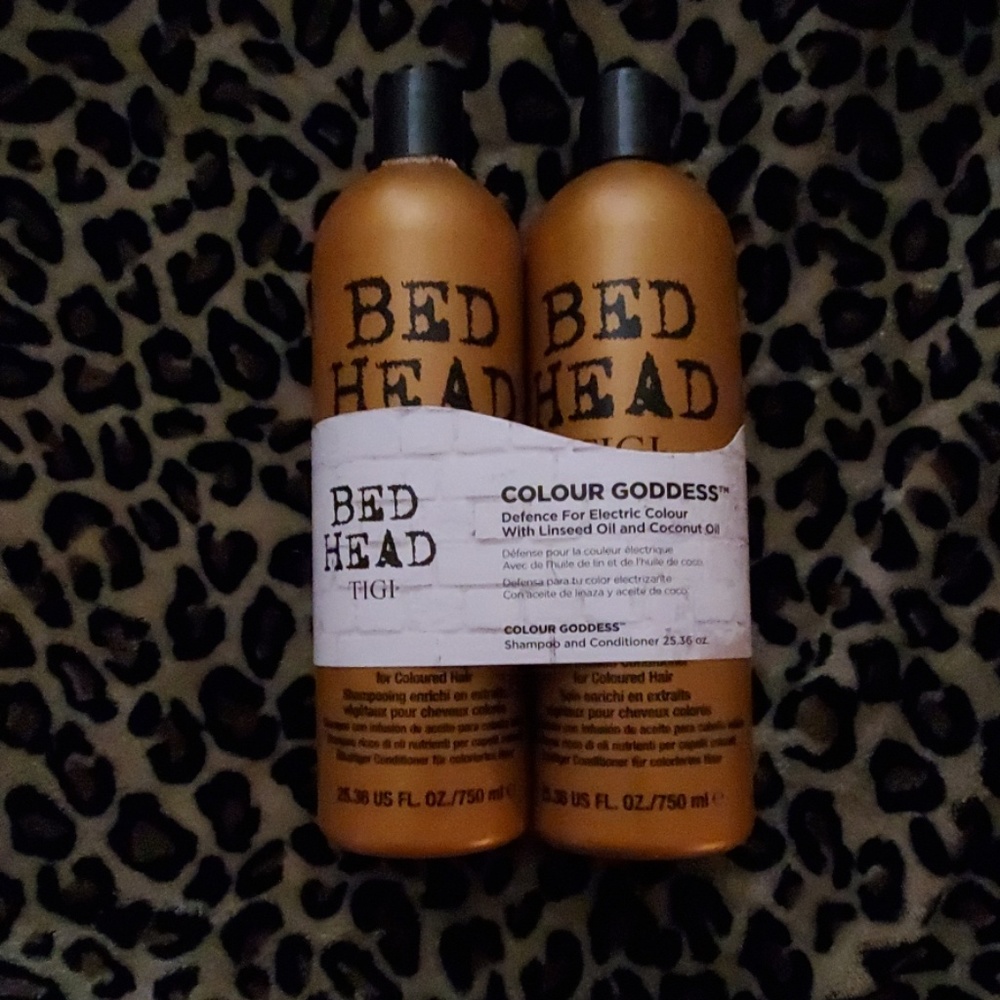 BED
HEAD
BED
HEAD
TIGI
BED
HEAD
TIGI
COLOUR GODDESS™
Defence For Electric Colour
With Linseed Oil and Coconut Oil
Défense pour la couleur électrique
Avec de l'huile de lin et de l'huile de coco.
Defensa para tu color electrizante
Con aceite de linaza y aceite de coco.
COLOUR GODDESS™
Shampoo and Conditioner 25.36 oz.
for Coloured Hair
Shampooing enrichi en extraits
végétaux pour cheveux colorés
25.36 US FL. OZ./750 ml
for Coloured Hair
Soin enrichi en extraits
végétaux pour cheveux colorés
25.36 US FL. OZ./750 ml e